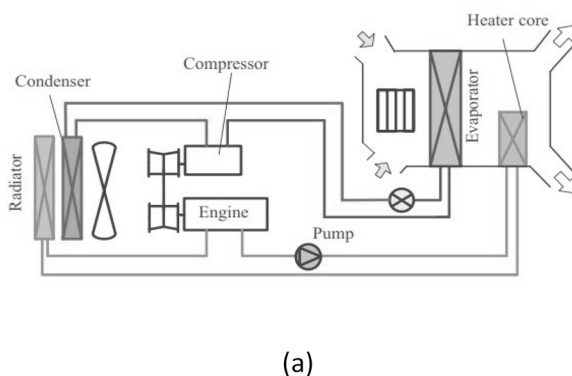 Heater core
Compressor
Condenser
Evaporator
Radiator
Engine
Pump
(a)